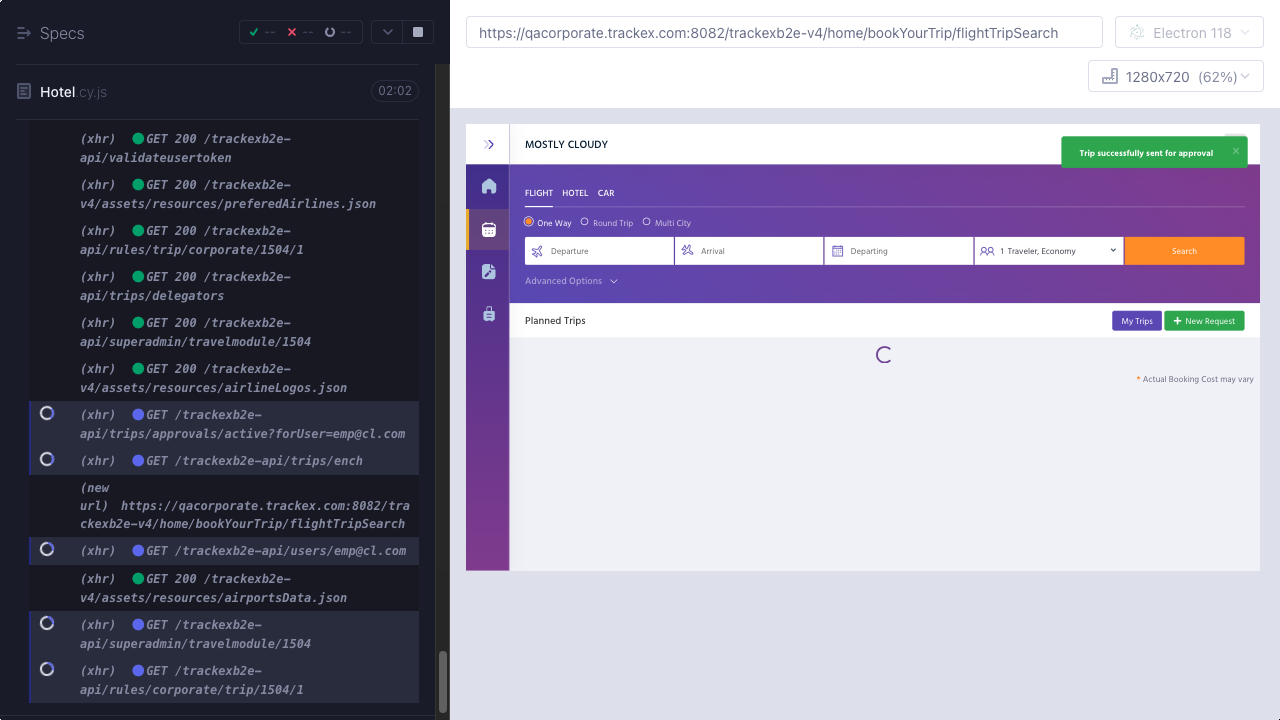 Specs
--
--
--
Hotel.cy.js
02:02
(xhr) GET 200 /trackexb2e-
api/validateusertoken
(xhr) GET 200 /trackexb2e-
v4/assets/resources/preferedAirlines.json
(xhr) GET 200 /trackexb2e-
api/rules/trip/corporate/1504/1
(xhr) GET 200 /trackexb2e-
api/trips/delegators
(xhr) GET 200 /trackexb2e-
api/superadmin/travelmodule/1504
(xhr) GET 200 /trackexb2e-
v4/assets/resources/airlineLogos.json
(xhr) GET /trackexb2e-
api/trips/approvals/active?forUser=emp@cl.com
(xhr) GET /trackexb2e-api/trips/ench
(new
url) https://qacorporate.trackex.com:8082/tra
ckexb2e-v4/home/bookYourTrip/flightTripSearch
(xhr) GET /trackexb2e-api/users/emp@cl.com
(xhr) GET 200 /trackexb2e-
v4/assets/resources/airportsData.json
(xhr) GET /trackexb2e-
api/superadmin/travelmodule/1504
(xhr) GET /trackexb2e-
api/rules/corporate/trip/1504/1
https://qacorporate.trackex.com:8082/trackexb2e-v4/home/bookYourTrip/flightTripSearch
Electron 118
1280x720 (62%)
MOSTLY CLOUDY
Trip successfully sent for approval
×
FLIGHT HOTEL CAR
One Way Round Trip Multi City
Departure
Arrival
Departing
1 Traveler, Economy
Search
Advanced Options
Planned Trips
My Trips
+ New Request
* Actual Booking Cost may vary